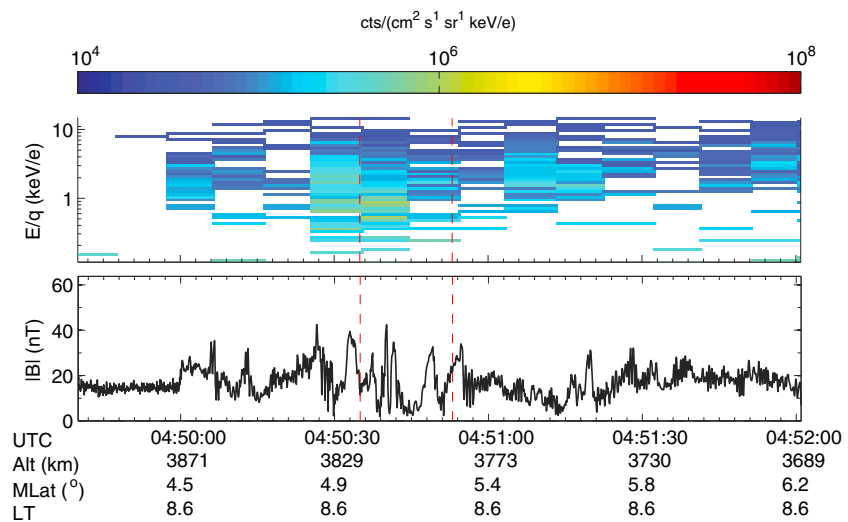 cts/(cm² s¹ sr¹ keV/e)
10⁴ 10⁶ 10⁸
10
1
E/q (keV/e)
60
40
20
0
|B| (nT)
UTC 04:50:00 04:50:30 04:51:00 04:51:30 04:52:00
Alt (km) 3871 3829 3773 3730 3689
MLat (°) 4.5 4.9 5.4 5.8 6.2
LT 8.6 8.6 8.6 8.6 8.6